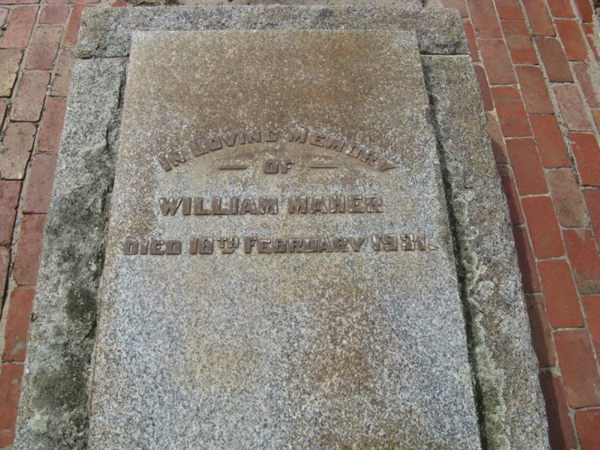 IN LOVING MEMORY
— OF —
WILLIAM MAHER
DIED 18TH FEBRUARY 1931.